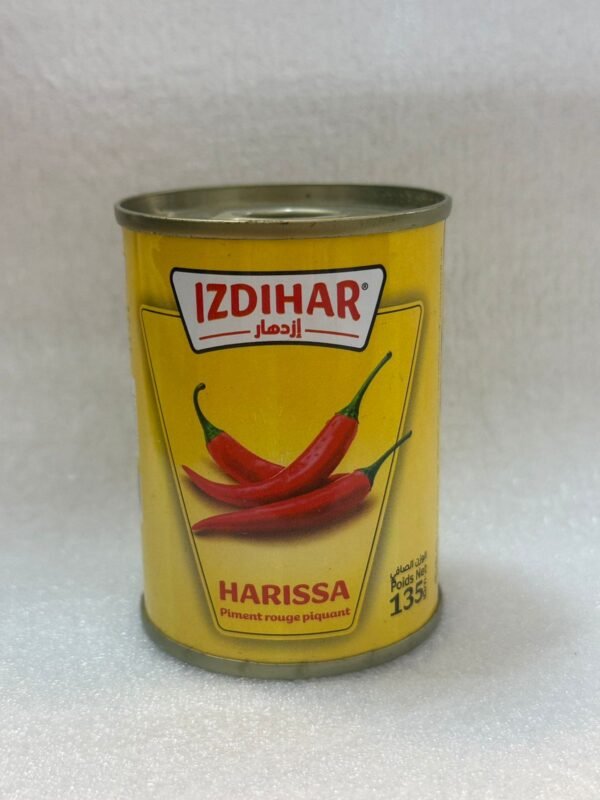 IZDIHAR®
إزدهار
HARISSA
Piment rouge piquant
الوزن الصافي
Poids Net
135